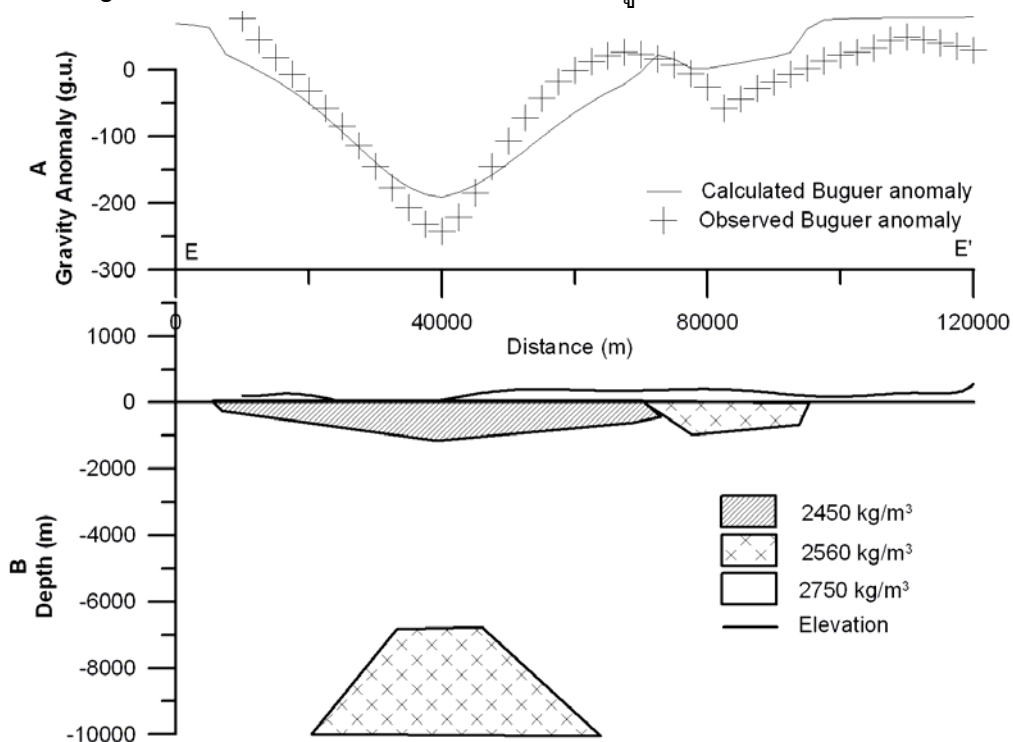 0
-100
-200
-300
A
Gravity Anomaly (g.u.)
Calculated Buguer anomaly
Observed Buguer anomaly
E
E'
0
40000
80000
120000
Distance (m)
1000
0
-2000
-4000
-6000
-8000
-10000
B
Depth (m)
2450 kg/m³
2560 kg/m³
2750 kg/m³
Elevation